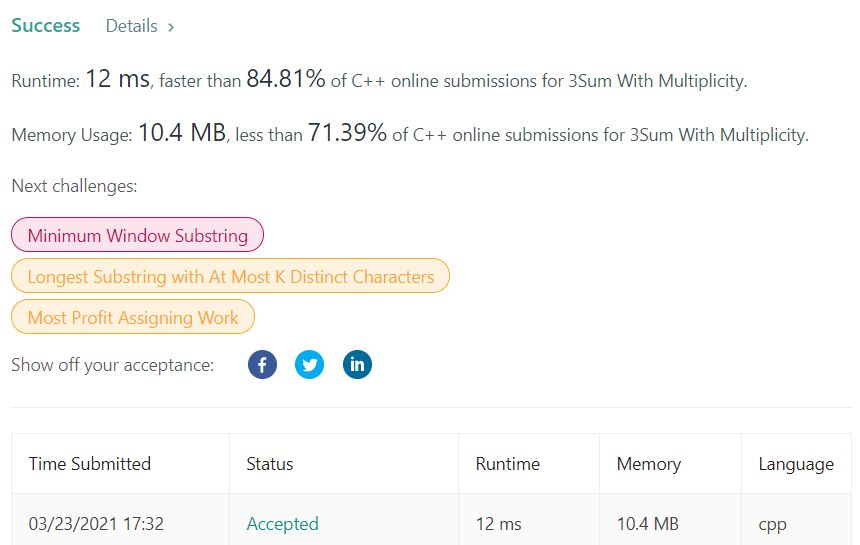 Success Details >
Runtime: 12 ms, faster than 84.81% of C++ online submissions for 3Sum With Multiplicity.
Memory Usage: 10.4 MB, less than 71.39% of C++ online submissions for 3Sum With Multiplicity.
Next challenges:
Minimum Window Substring
Longest Substring with At Most K Distinct Characters
Most Profit Assigning Work
Show off your acceptance: f in
Time Submitted Status Runtime Memory Language
03/23/2021 17:32 Accepted 12 ms 10.4 MB cpp